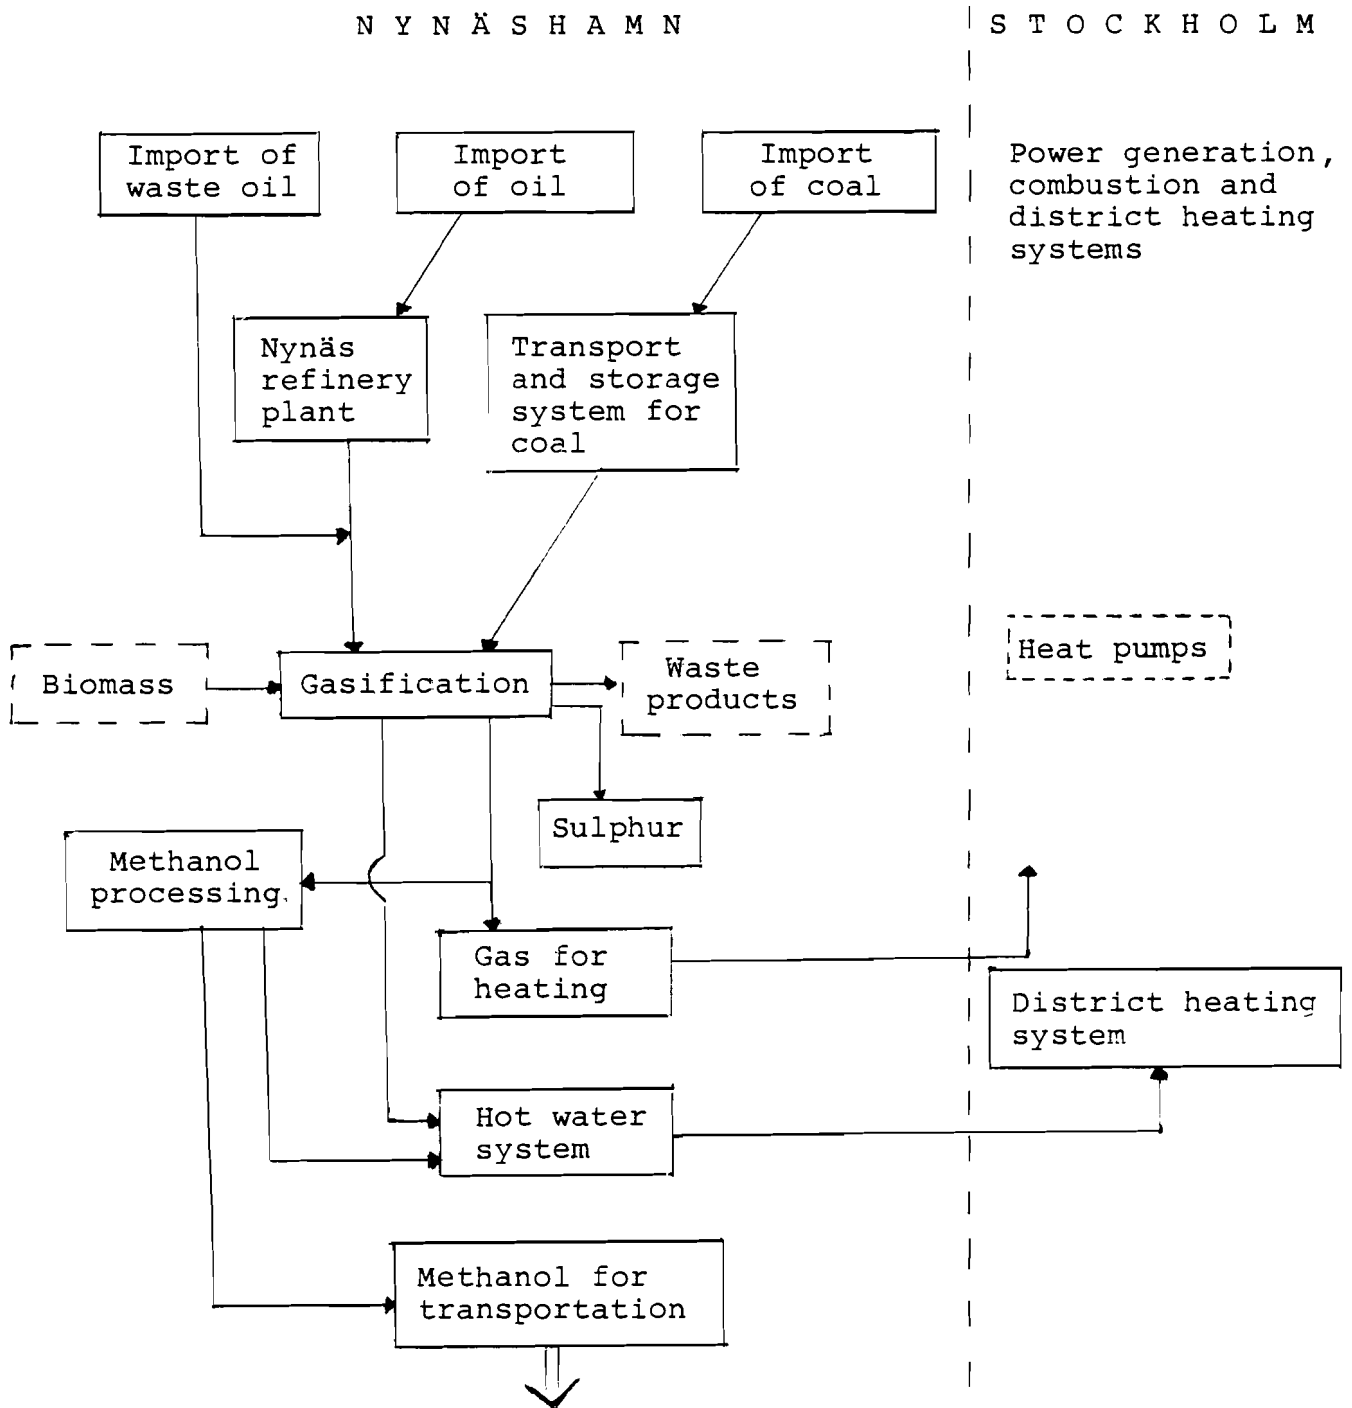 N Y N Ä S H A M N
S T O C K H O L M
Import of
waste oil
Import
of oil
Import
of coal
Power generation,
combustion and
district heating
systems
Nynäs
refinery
plant
Transport
and storage
system for
coal
Biomass
Gasification
Waste
products
Heat pumps
Sulphur
Methanol
processing.
Gas for
heating
District heating
system
Hot water
system
Methanol for
transportation